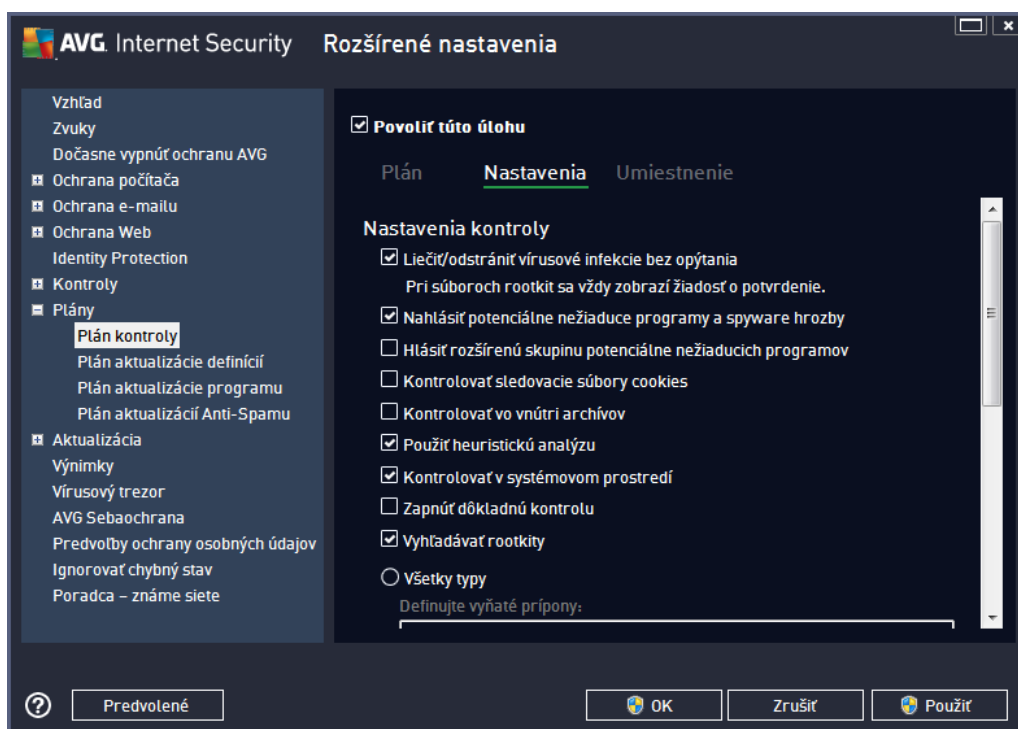 AVG. Internet Security Rozšírené nastavenia
Vzhľad
Zvuky
Dočasne vypnúť ochranu AVG
Ochrana počítača
Ochrana e-mailu
Ochrana Web
Identity Protection
Kontroly
Plány
Plán kontroly
Plán aktualizácie definícií
Plán aktualizácie programu
Plán aktualizácií Anti-Spamu
Aktualizácia
Výnimky
Vírusový trezor
AVG Sebaochrana
Predvoľby ochrany osobných údajov
Ignorovať chybný stav
Poradca – známe siete
Povoliť túto úlohu
Plán Nastavenia Umiestnenie
Nastavenia kontroly
Liečiť/odstrániť vírusové infekcie bez opýtania
Pri súboroch rootkit sa vždy zobrazí žiadosť o potvrdenie.
Nahlásiť potenciálne nežiaduce programy a spyware hrozby
Hlásiť rozšírenú skupinu potenciálne nežiaducich programov
Kontrolovať sledovacie súbory cookies
Kontrolovať vo vnútri archívov
Použiť heuristickú analýzu
Kontrolovať v systémovom prostredí
Zapnúť dôkladnú kontrolu
Vyhľadávať rootkity
Všetky typy
Definujte vyňaté prípony:
Predvolené OK Zrušiť Použiť